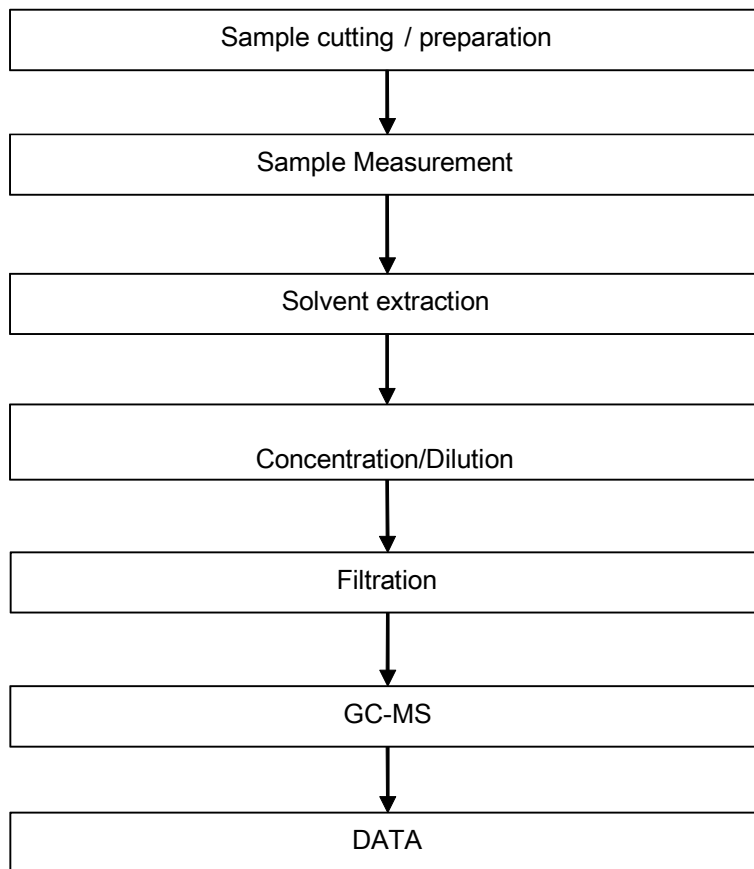 Sample cutting / preparation
Sample Measurement
Solvent extraction
Concentration/Dilution
Filtration
GC-MS
DATA